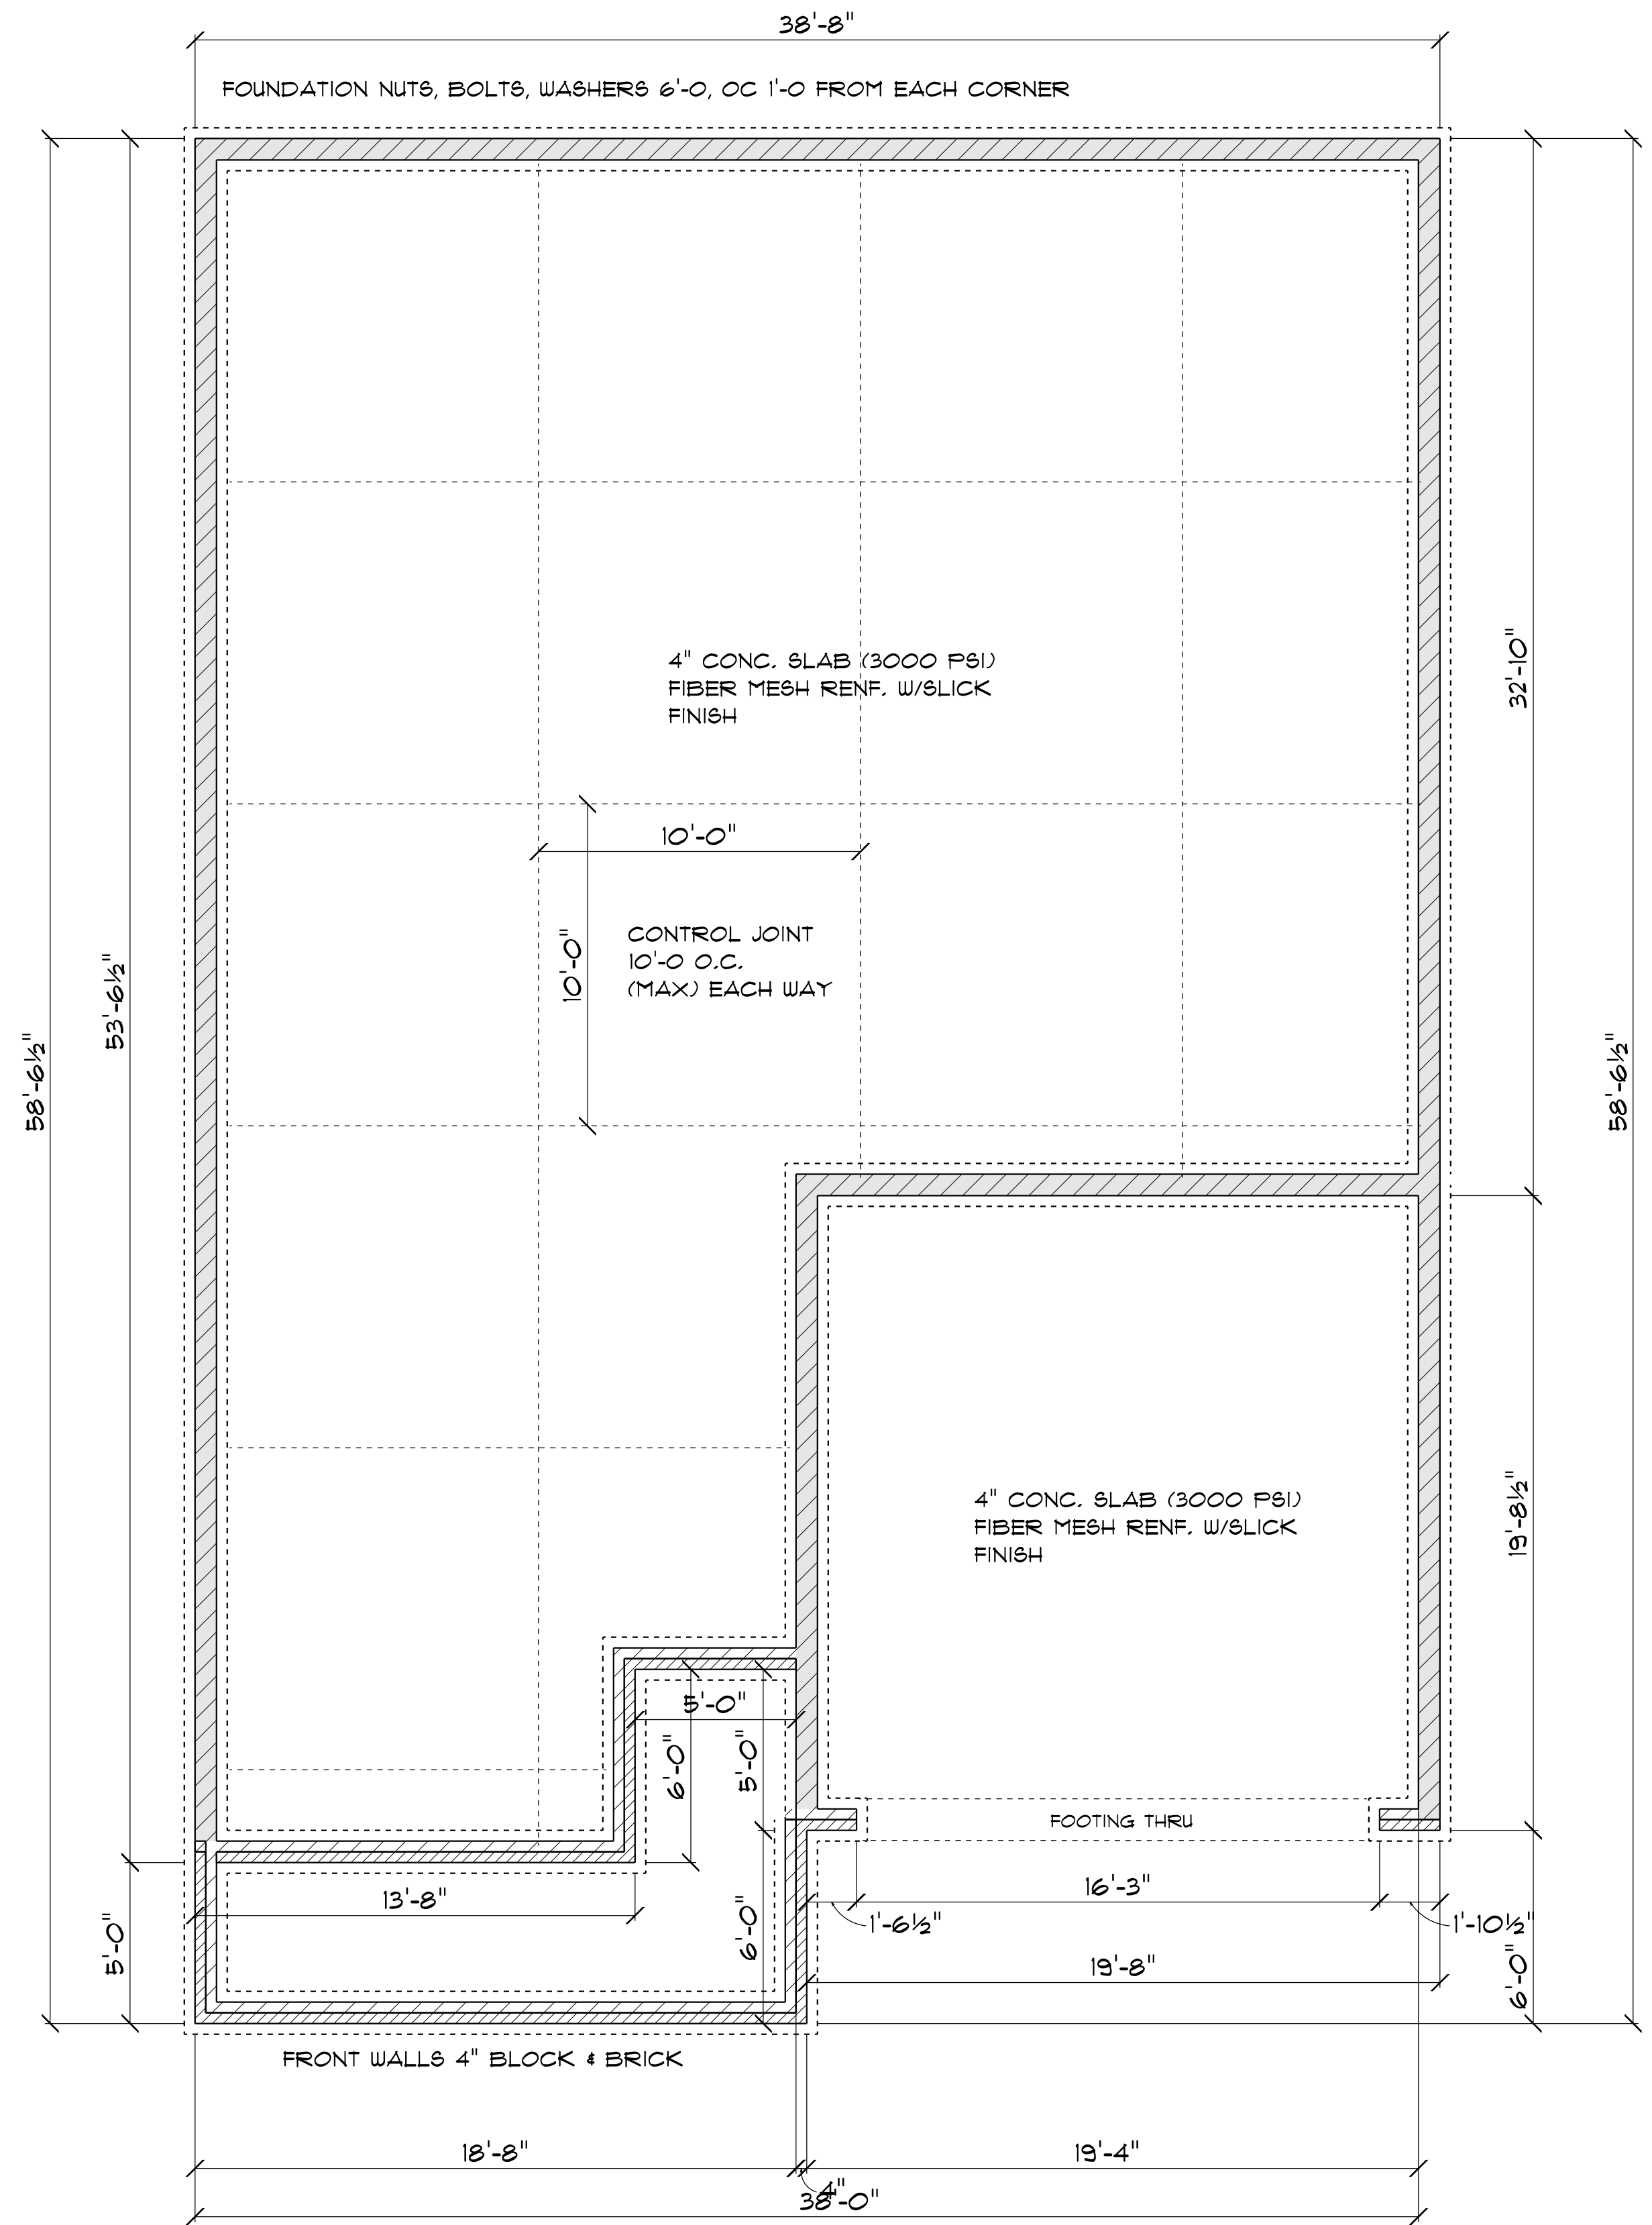 38'-8"
FOUNDATION NUTS, BOLTS, WASHERS 6'-0, OC 1'-0 FROM EACH CORNER
4" CONC. SLAB (3000 PSI)
FIBER MESH RENF. W/SLICK
FINISH
32'-10"
10'-0"
10'-0"
CONTROL JOINT
10'-0 O.C.
(MAX) EACH WAY
53'-6½"
58'-6½"
58'-6½"
4" CONC. SLAB (3000 PSI)
FIBER MESH RENF. W/SLICK
FINISH
19'-8½"
5'-0"
6'-0"
5'-0"
FOOTING THRU
16'-3"
13'-8"
1'-6½"
1'-10½"
5'-0"
6'-0"
19'-8"
6'-0"
FRONT WALLS 4" BLOCK & BRICK
18'-8"
19'-4"
4"
38'-0"